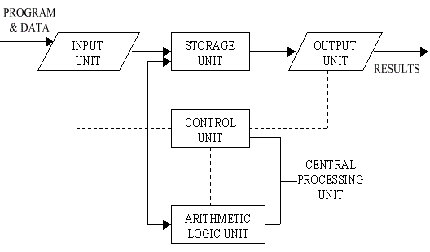 PROGRAM
& DATA
INPUT
UNIT
STORAGE
UNIT
OUTPUT
UNIT
RESULTS
CONTROL
UNIT
CENTRAL
PROCESSING
UNIT
ARITHMETIC
LOGIC UNIT